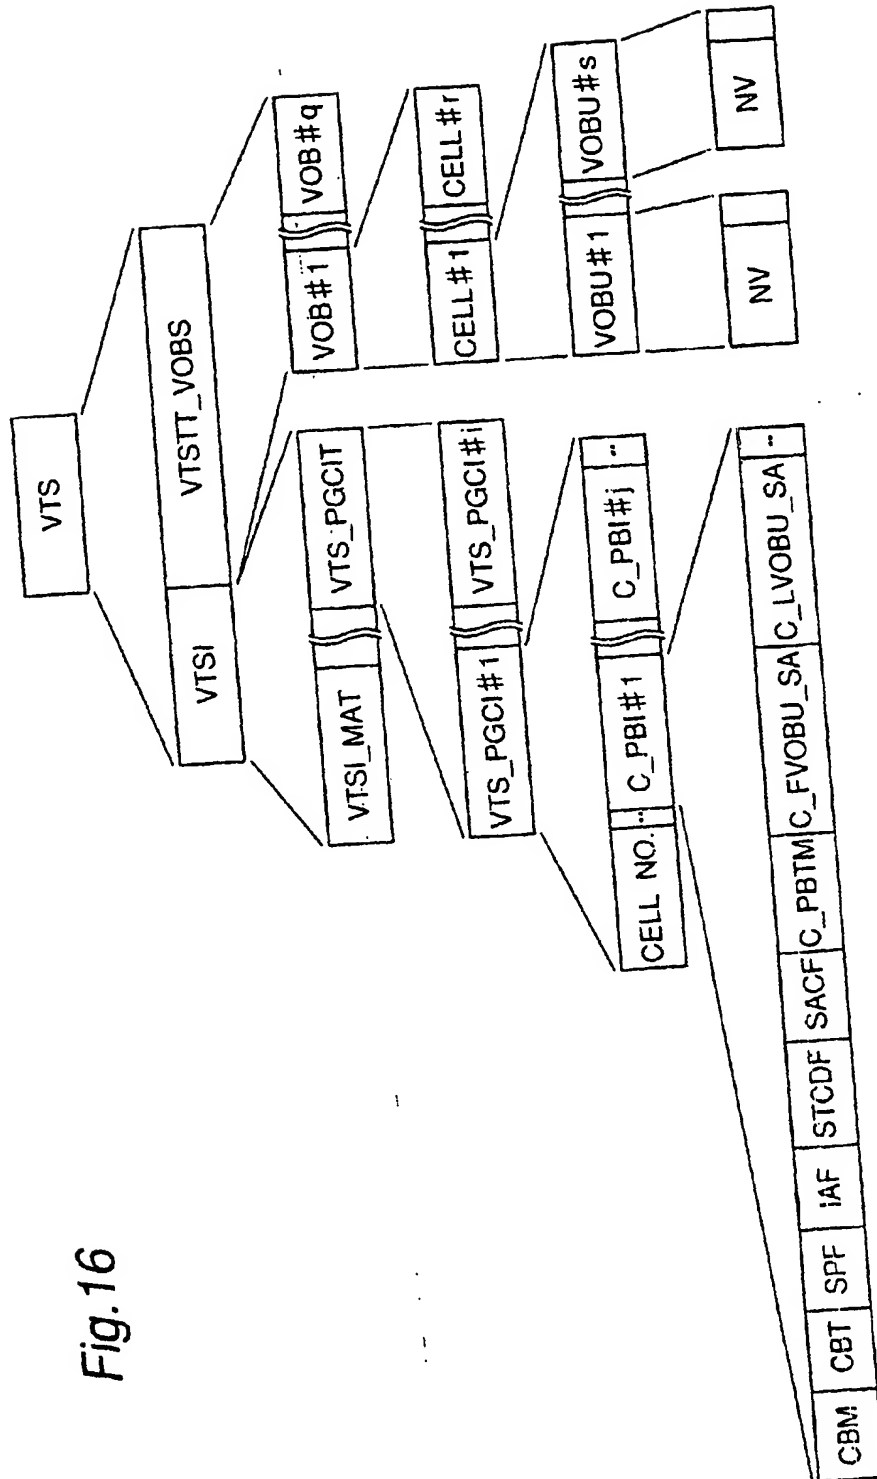 Fig.16
VTS
VTSI VTSTT_VOBS
VTSI_MAT VTS_PGCIT
VOB#1 VOB#q
VTS_PGCI#1 VTS_PGCI#i
CELL#1 CELL#r
CELL NO. .. C_PBI#1 C_PBI#j ..
VOBU#1 VOBU#s
CBM CBT SPF IAF STCDF SACF C_PBTM C_FVOBU_SA C_LVOBU_SA ..
NV
NV